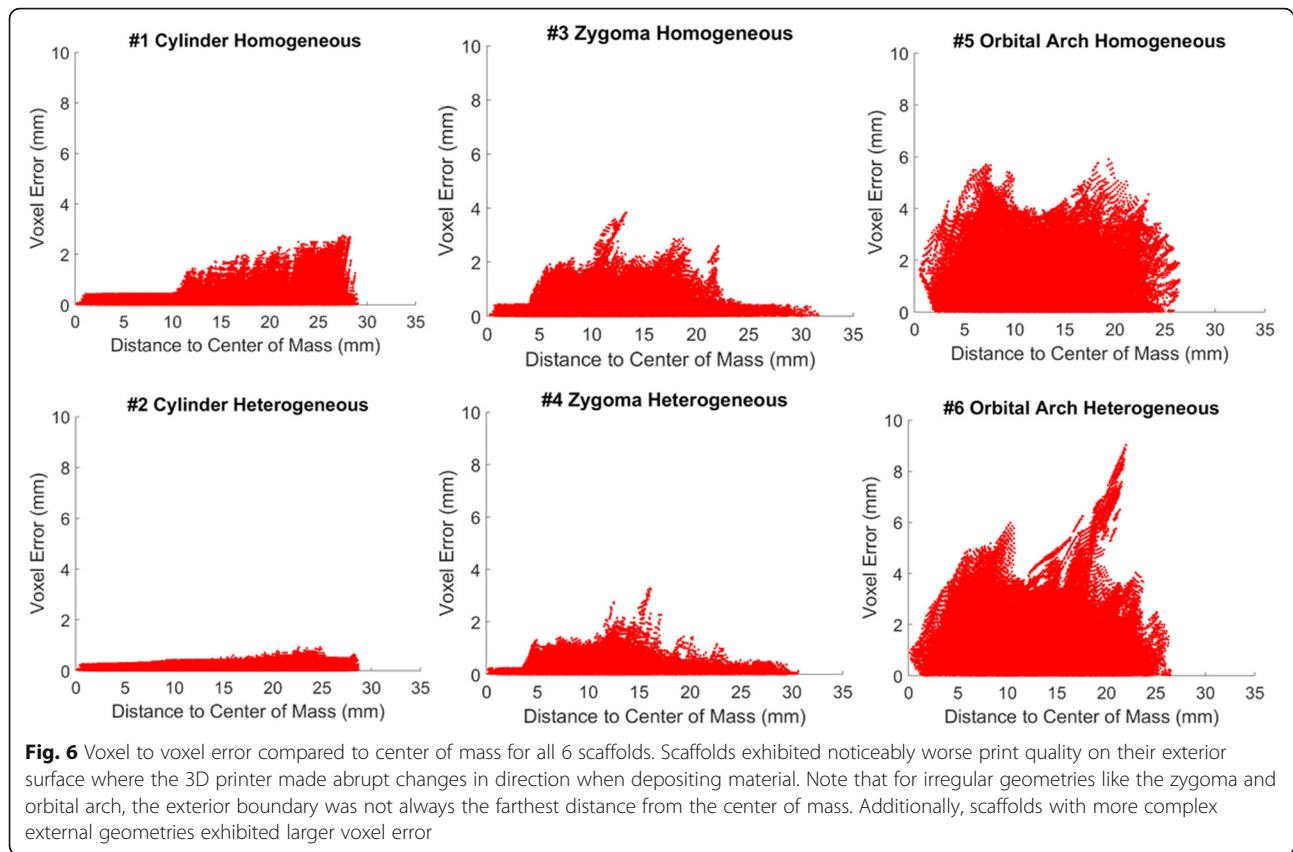 #1 Cylinder Homogeneous
10
8
6
4
2
0
Voxel Error (mm)
0 5 10 15 20 25 30 35
Distance to Center of Mass (mm)
#3 Zygoma Homogeneous
10
8
6
4
2
0
Voxel Error (mm)
0 5 10 15 20 25 30 35
Distance to Center of Mass (mm)
#5 Orbital Arch Homogeneous
10
8
6
4
2
0
Voxel Error (mm)
0 5 10 15 20 25 30 35
Distance to Center of Mass (mm)
#2 Cylinder Heterogeneous
10
8
6
4
2
0
Voxel Error (mm)
0 5 10 15 20 25 30 35
Distance to Center of Mass (mm)
#4 Zygoma Heterogeneous
10
8
6
4
2
0
Voxel Error (mm)
0 5 10 15 20 25 30 35
Distance to Center of Mass (mm)
#6 Orbital Arch Heterogeneous
10
8
6
4
2
0
Voxel Error (mm)
0 5 10 15 20 25 30 35
Distance to Center of Mass (mm)
Fig. 6 Voxel to voxel error compared to center of mass for all 6 scaffolds. Scaffolds exhibited noticeably worse print quality on their exterior
surface where the 3D printer made abrupt changes in direction when depositing material. Note that for irregular geometries like the zygoma and
orbital arch, the exterior boundary was not always the farthest distance from the center of mass. Additionally, scaffolds with more complex
external geometries exhibited larger voxel error